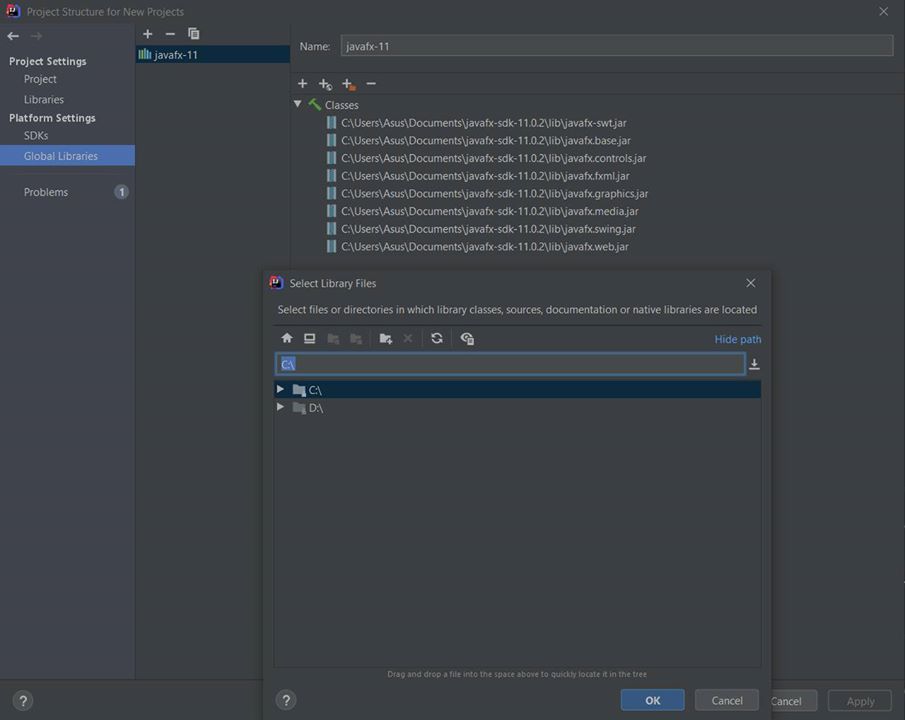 Project Structure for New Projects
Project Settings
Project
Libraries
Platform Settings
SDKs
Global Libraries
Problems 1
javafx-11
Name: javafx-11
Classes
C:\Users\Asus\Documents\javafx-sdk-11.0.2\lib\javafx-swt.jar
C:\Users\Asus\Documents\javafx-sdk-11.0.2\lib\javafx.base.jar
C:\Users\Asus\Documents\javafx-sdk-11.0.2\lib\javafx.controls.jar
C:\Users\Asus\Documents\javafx-sdk-11.0.2\lib\javafx.fxml.jar
C:\Users\Asus\Documents\javafx-sdk-11.0.2\lib\javafx.graphics.jar
C:\Users\Asus\Documents\javafx-sdk-11.0.2\lib\javafx.media.jar
C:\Users\Asus\Documents\javafx-sdk-11.0.2\lib\javafx.swing.jar
C:\Users\Asus\Documents\javafx-sdk-11.0.2\lib\javafx.web.jar
Select Library Files
Select files or directories in which library classes, sources, documentation or native libraries are located
Hide path
C:\
C:\
D:\
Drag and drop a file into the space above to quickly locate it in the tree
? ? OK Cancel Cancel Apply